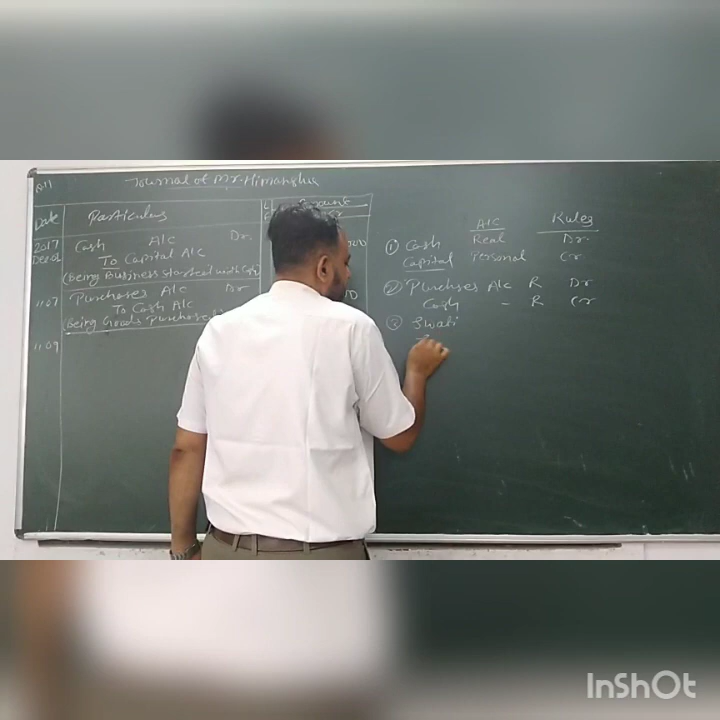 Journal of Mr. Himanshu
Date Particulars
2017
Dec 01 Cash A/c Dr.
To Capital A/c
(Being Business started with Cash)
11 07 Purchases A/c Dr
To Cash A/c
(Being Goods Purchase
11 09
A/C Rules
① Cash Real Dr.
Capital Personal Cr
② Purchases A/c R Dr
Cash - R Cr
③ Swati
InShOt